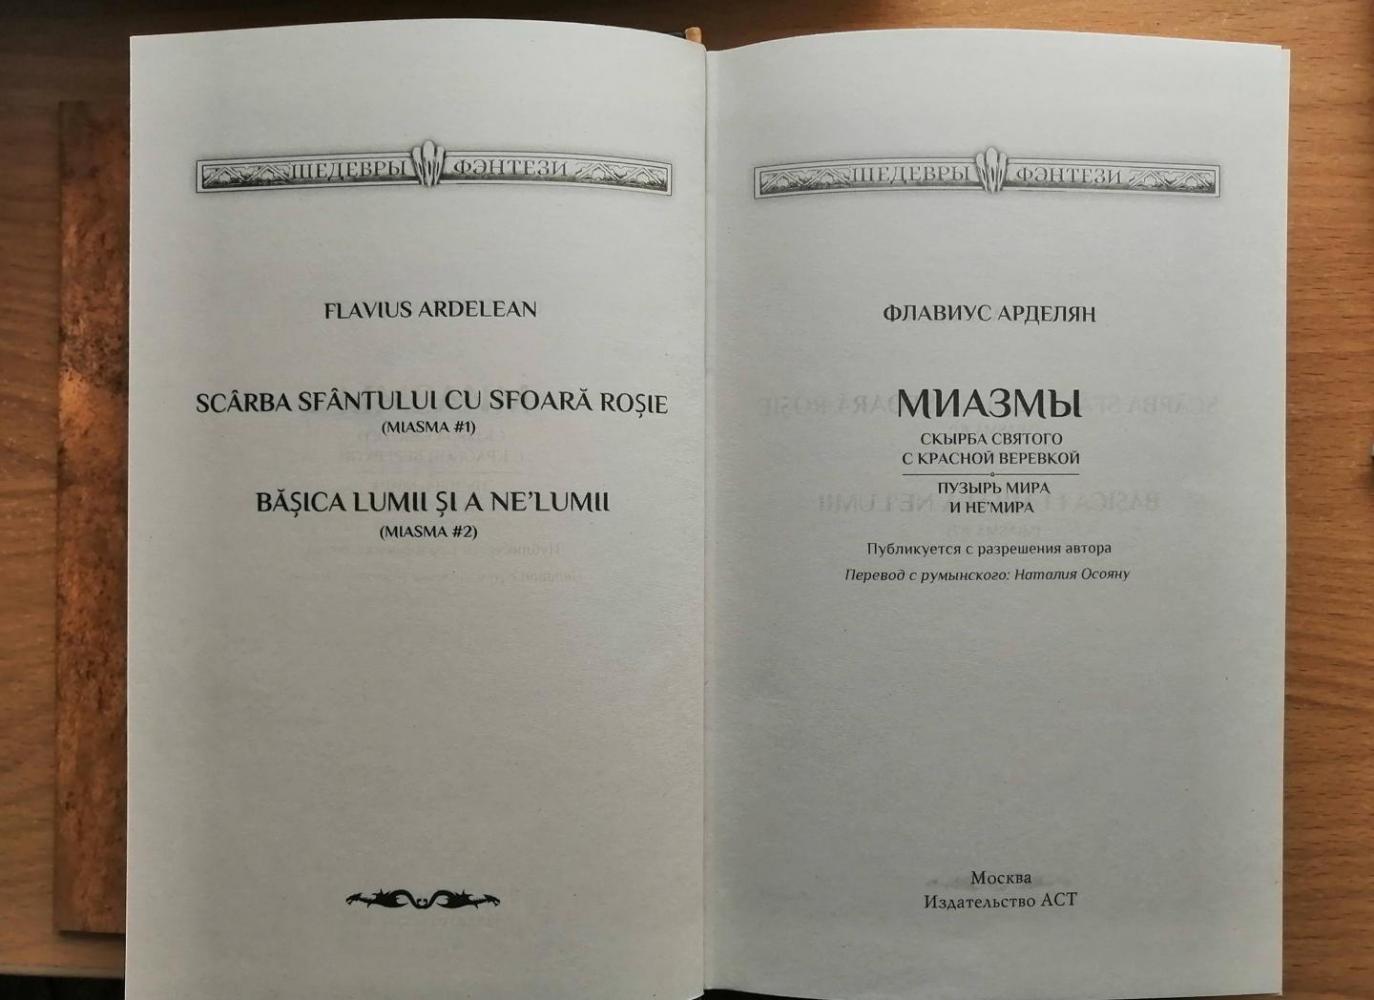 ШЕДЕВРЫ ФЭНТЕЗИ
FLAVIUS ARDELEAN
SCÂRBA SFÂNTULUI CU SFOARĂ ROȘIE
(MIASMA #1)
BĂȘICA LUMII ȘI A NE’LUMII
(MIASMA #2)
ШЕДЕВРЫ ФЭНТЕЗИ
ФЛАВИУС АРДЕЛЯН
МИАЗМЫ
СКЫРБА СВЯТОГО
С КРАСНОЙ ВЕРЕВКОЙ
ПУЗЫРЬ МИРА
И НЕ’МИРА
Публикуется с разрешения автора
Перевод с румынского: Наталия Осояну
Москва
Издательство АСТ